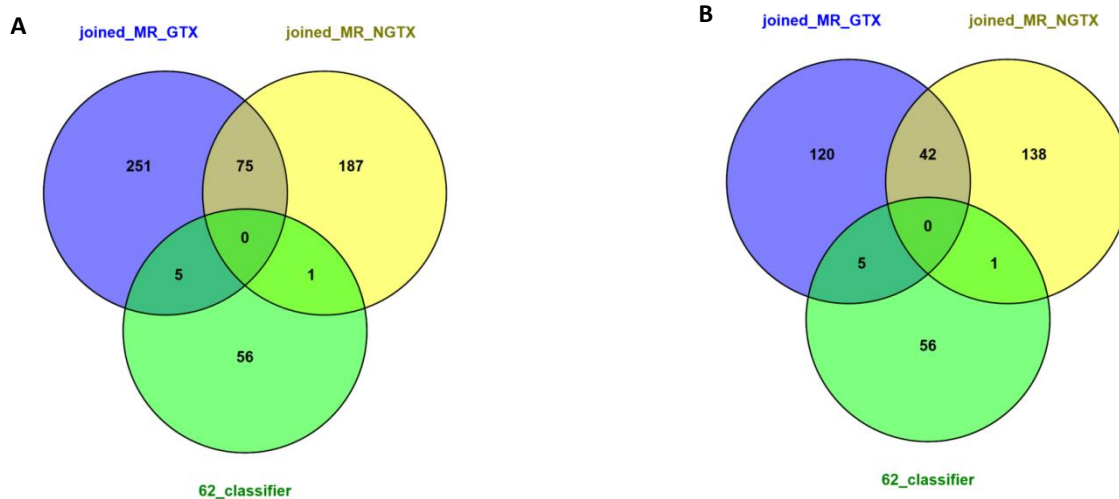 A
joined_MR_GTX
joined_MR_NGTX
251
75
187
0
5
1
56
62_classifier
B
joined_MR_GTX
joined_MR_NGTX
120
42
138
0
5
1
56
62_classifier